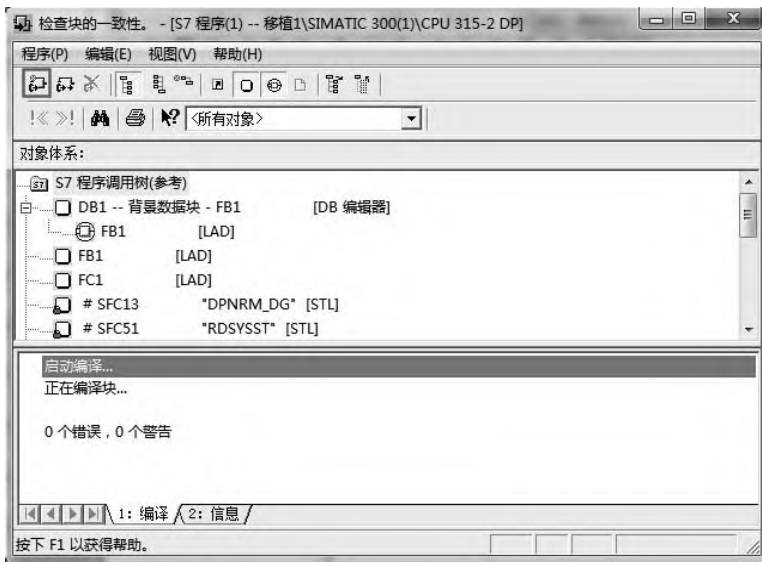 检查块的一致性。 - [S7 程序(1) -- 移植1\SIMATIC 300(1)\CPU 315-2 DP]
程序(P) 编辑(E) 视图(V) 帮助(H)
!« »! <所有对象>
对象体系:
S7 程序调用树(参考)
DB1 -- 背景数据块 - FB1 [DB 编辑器]
FB1 [LAD]
FB1 [LAD]
FC1 [LAD]
# SFC13 "DPNRM_DG" [STL]
# SFC51 "RDSYSST" [STL]
启动编译...
正在编译块...
0 个错误，0 个警告
1: 编译 2: 信息
按下 F1 以获得帮助。